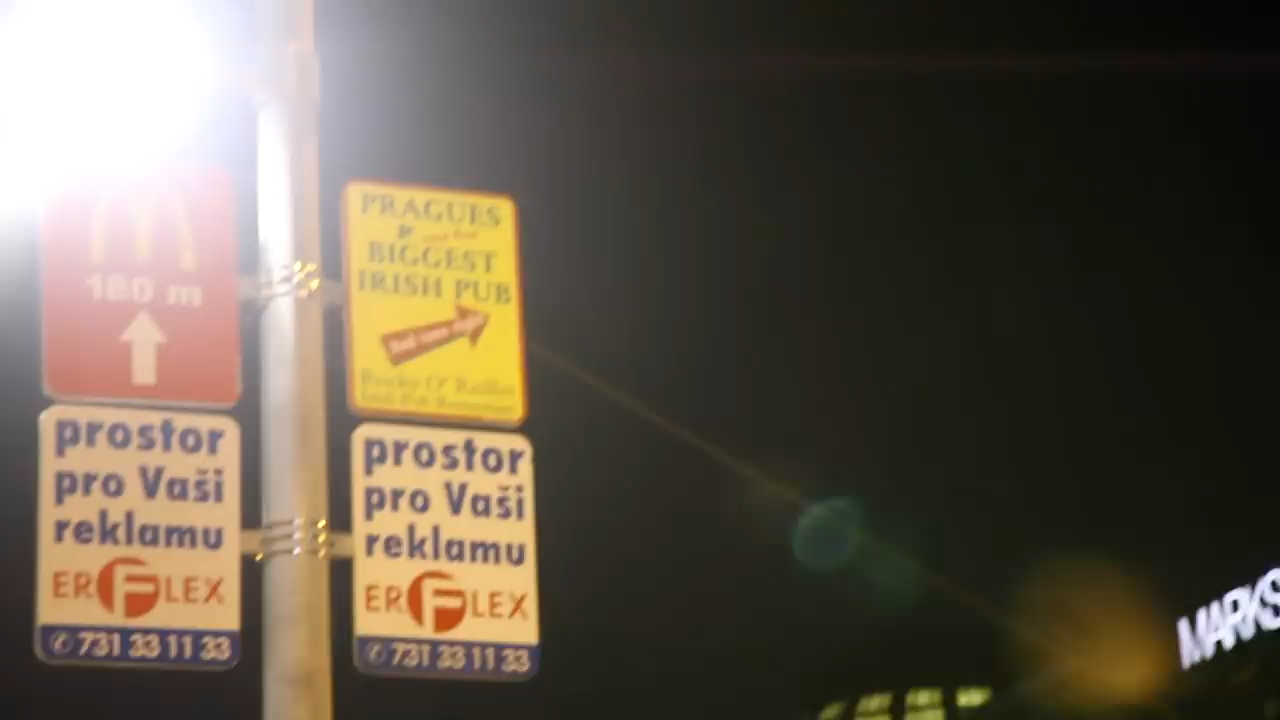 180 m
PRAGUES
BIGGEST
IRISH PUB
prostor
pro Vaši
reklamu
ERFLEX
731 33 11 33
prostor
pro Vaši
reklamu
ERFLEX
731 33 11 33
MARKS